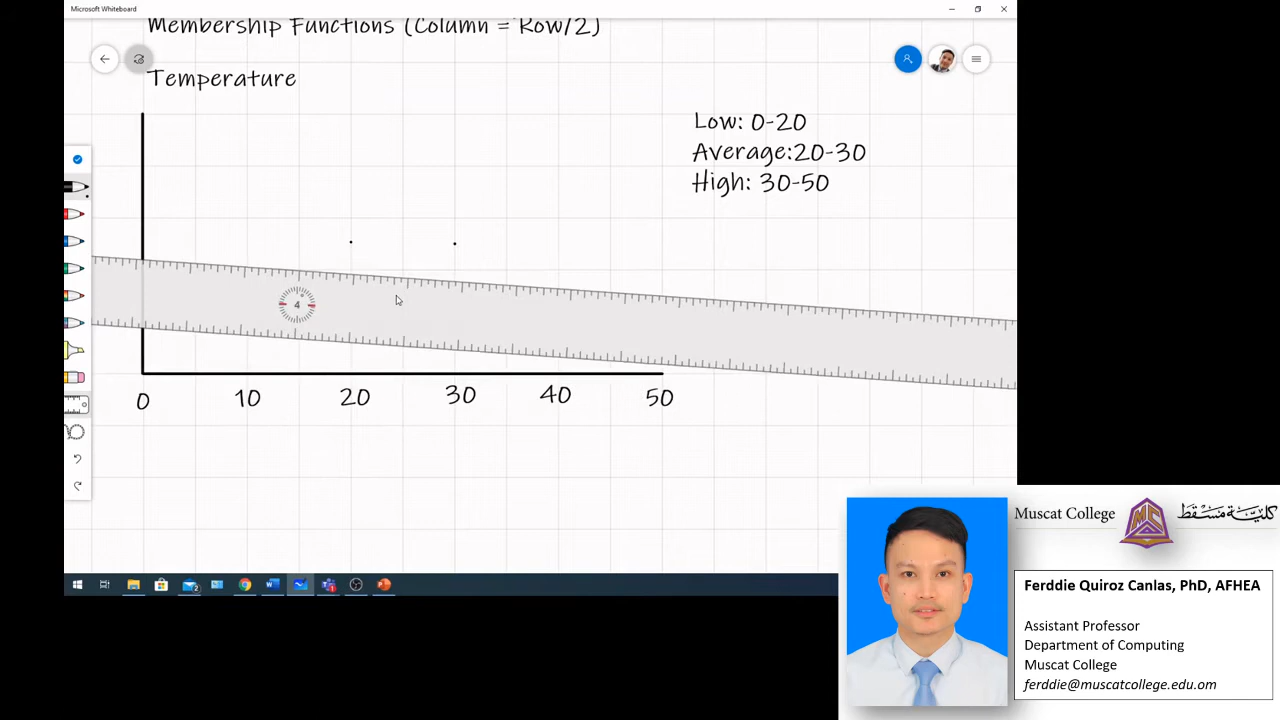 Microsoft Whiteboard
Membership Functions (Column = Row/2)
Temperature
Low: 0-20
Average:20-30
High: 30-50
4
0 10 20 30 40 50
Muscat College
كلية مسقط
Ferddie Quiroz Canlas, PhD, AFHEA
Assistant Professor
Department of Computing
Muscat College
ferddie@muscatcollege.edu.om